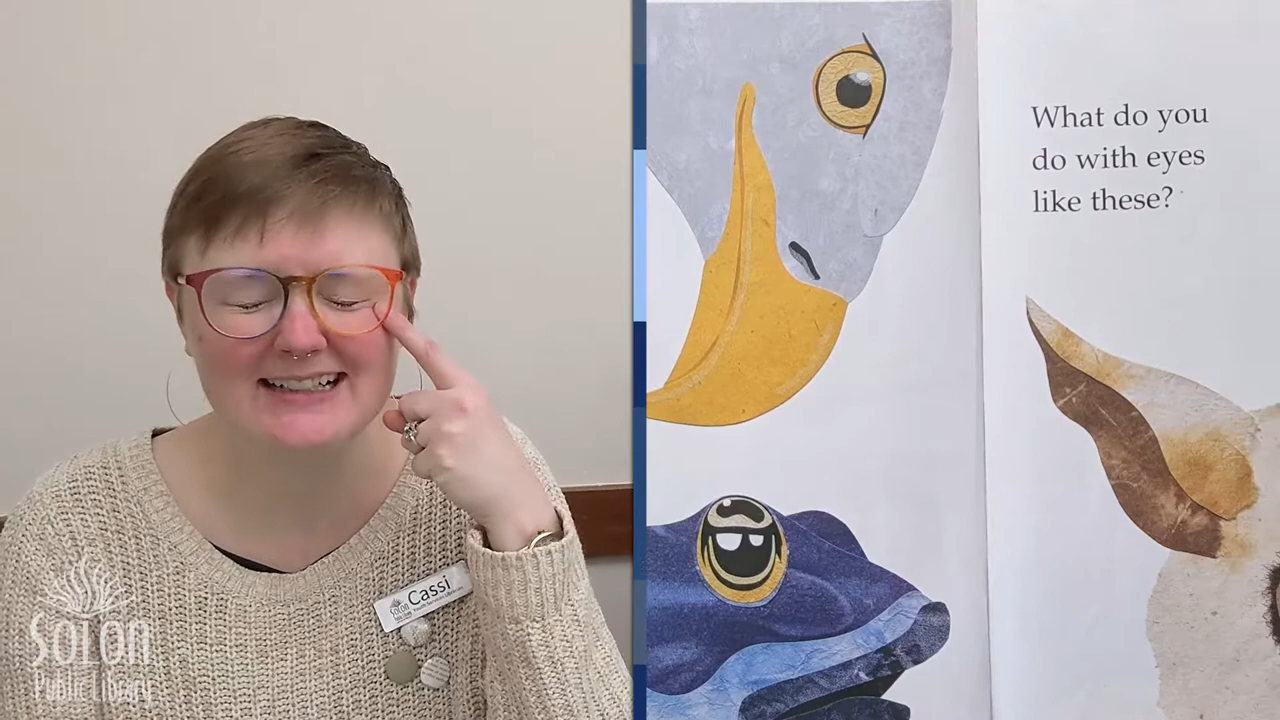 What do you
do with eyes
like these?
Cassi
SOLON
Public Library